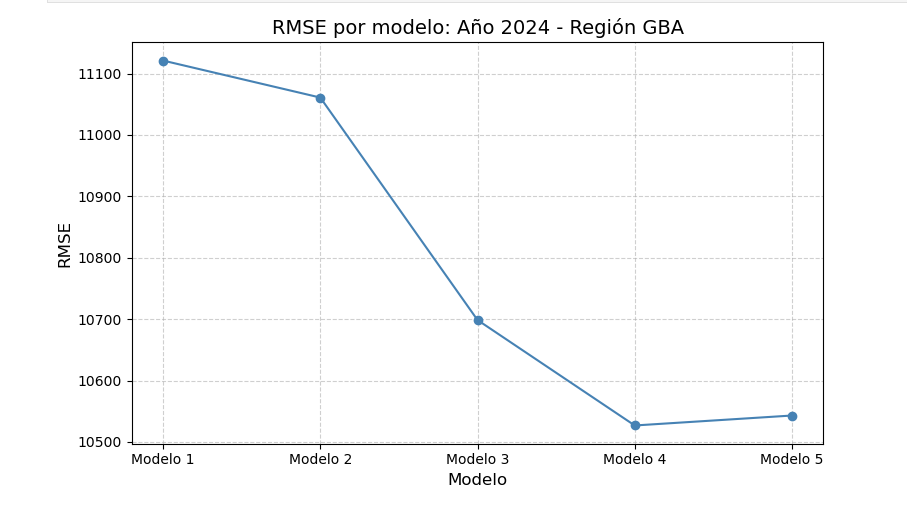 RMSE por modelo: Año 2024 - Región GBA
11100
11000
10900
10800
10700
10600
10500
RMSE
Modelo 1 Modelo 2 Modelo 3 Modelo 4 Modelo 5
Modelo